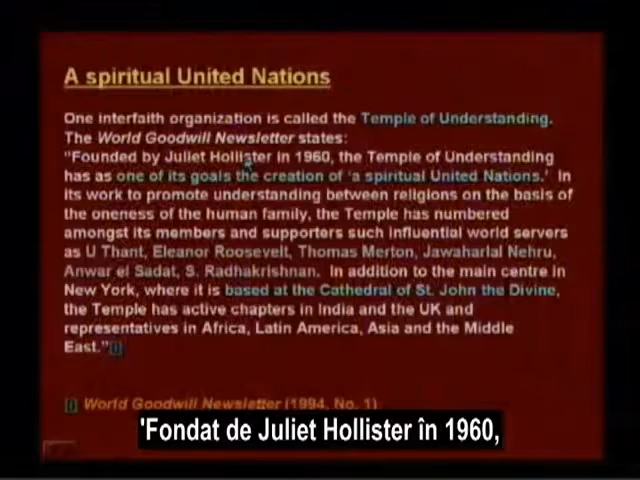 A spiritual United Nations
One interfaith organization is called the Temple of Understanding.
The World Goodwill Newsletter states:
"Founded by Juliet Hollister in 1960, the Temple of Understanding
has as one of its goals the creation of 'a spiritual United Nations.' In
its work to promote understanding between religions on the basis of
the oneness of the human family, the Temple has numbered
amongst its members and supporters such influential world servers
as U Thant, Eleanor Roosevelt, Thomas Merton, Jawaharlal Nehru,
Anwar el Sadat, S. Radhakrishnan. In addition to the main centre in
New York, where it is based at the Cathedral of St. John the Divine,
the Temple has active chapters in India and the UK and
representatives in Africa, Latin America, Asia and the Middle
East."[i]
[i] World Goodwill Newsletter (1994, No. 1)
'Fondat de Juliet Hollister în 1960,